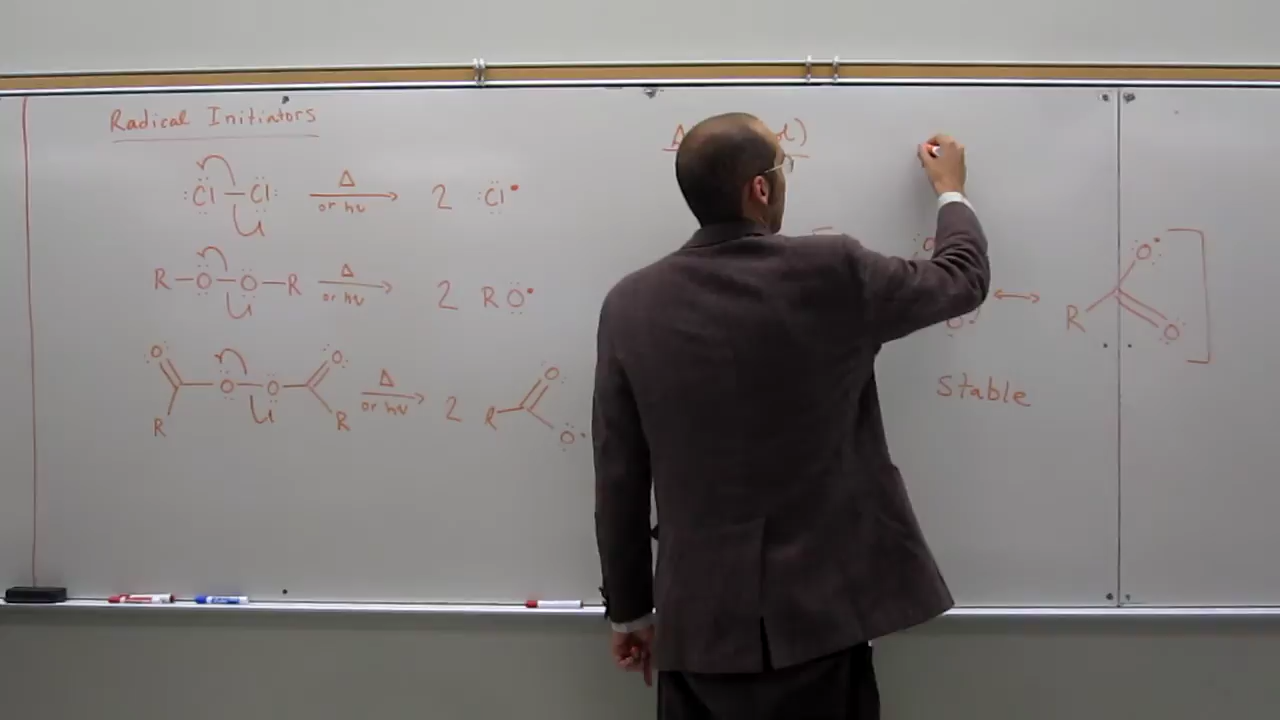 Radical Initiators
:Cl–Cl: Δ or hν → 2 :Cl•
R–O–O–R Δ or hν → 2 RO•
O O
O–O Δ or hν → 2 R O
R R O•
O O•
O ↔ R O
Stable